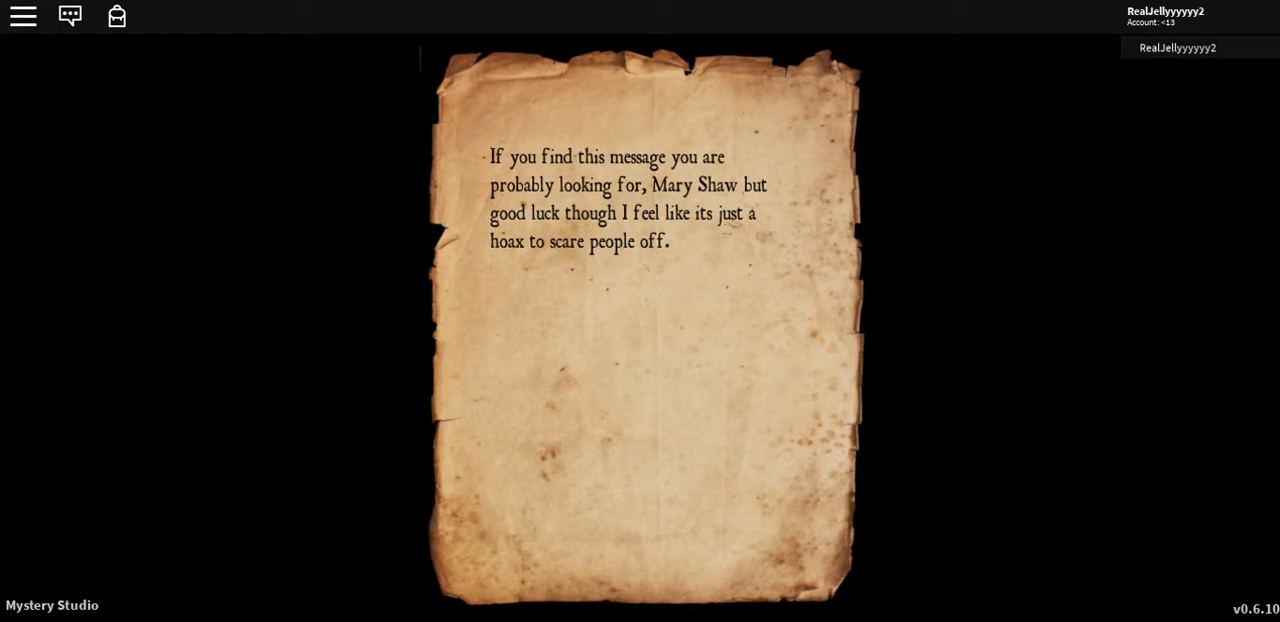 RealJellyyyyyy2
Account: <13
RealJellyyyyyy2
If you find this message you are
probably looking for, Mary Shaw but
good luck though I feel like its just a
hoax to scare people off.
Mystery Studio
v0.6.10